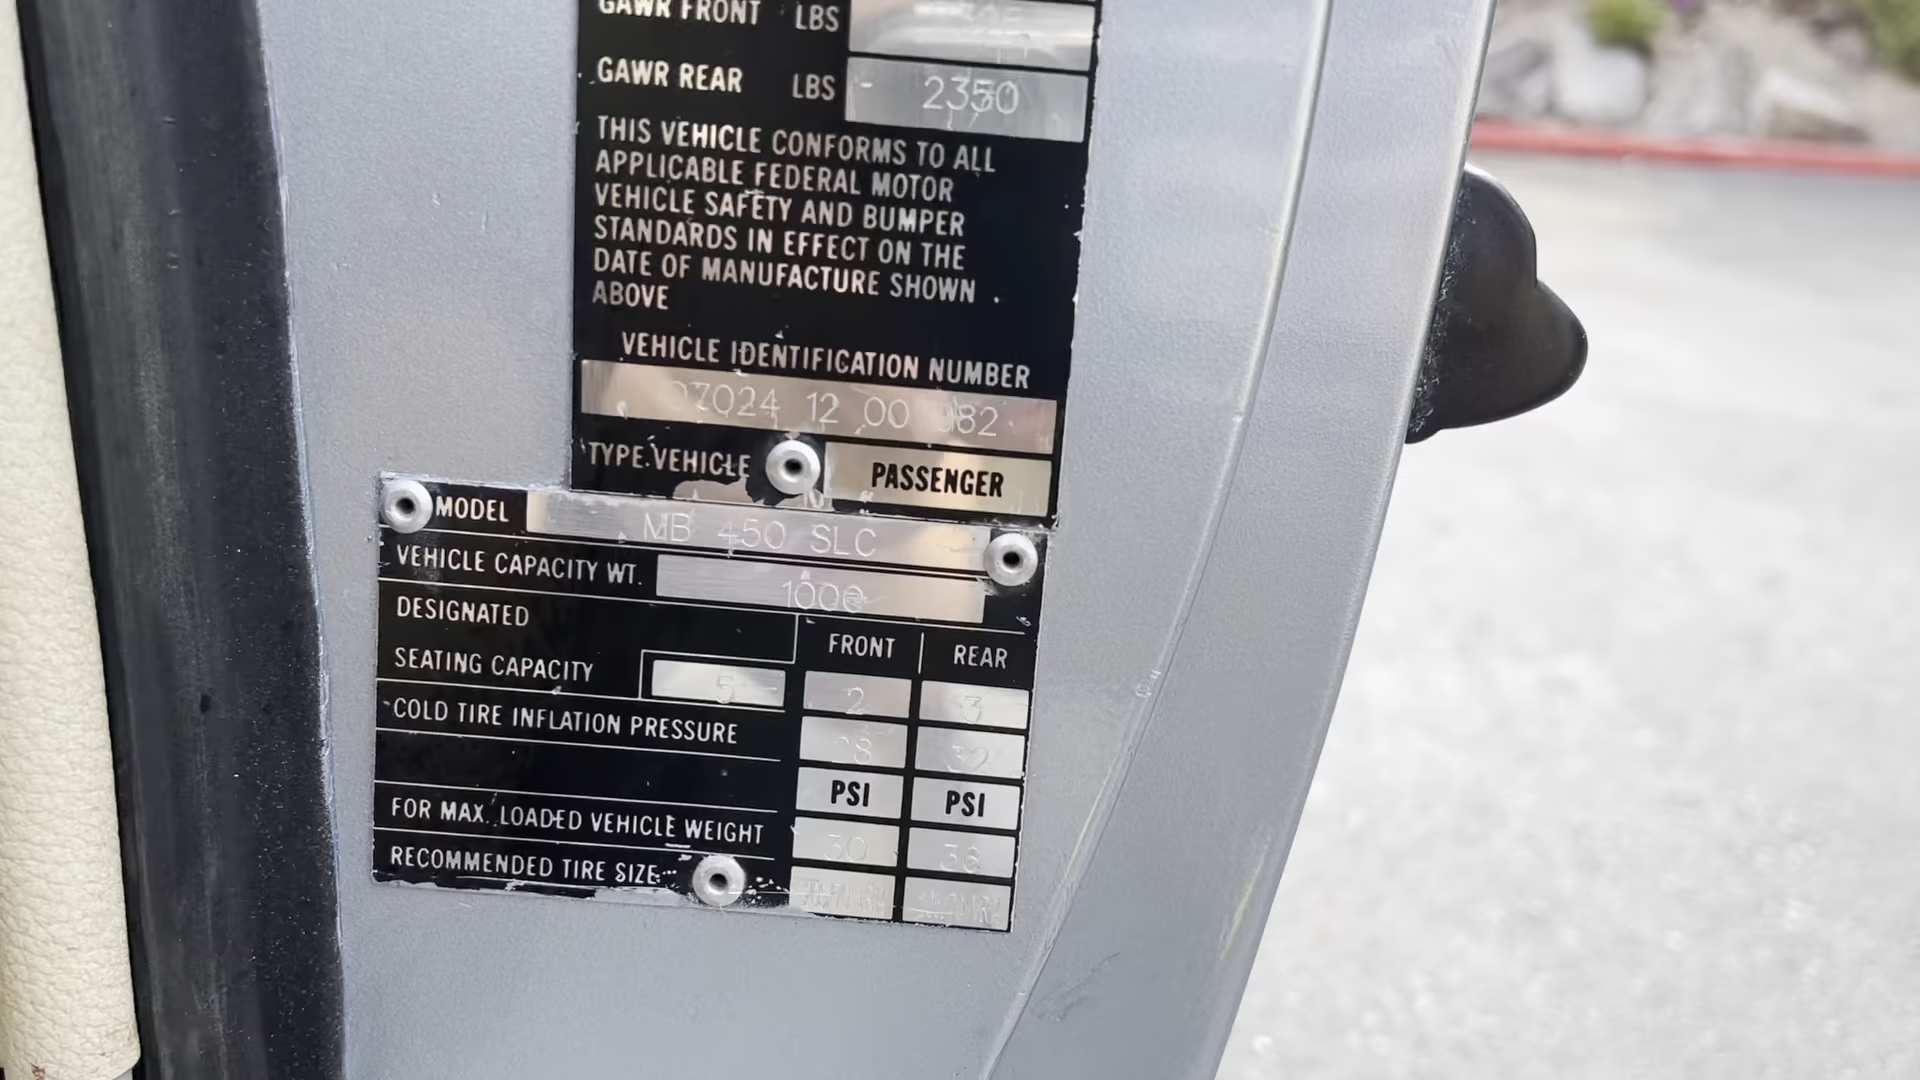 GAWR FRONT LBS
GAWR REAR LBS - 2350
THIS VEHICLE CONFORMS TO ALL
APPLICABLE FEDERAL MOTOR
VEHICLE SAFETY AND BUMPER
STANDARDS IN EFFECT ON THE
DATE OF MANUFACTURE SHOWN
ABOVE
VEHICLE IDENTIFICATION NUMBER
12 00
TYPE VEHICLE PASSENGER
MODEL MB 450 SLC
VEHICLE CAPACITY WT. 1000
DESIGNATED FRONT REAR
SEATING CAPACITY 5 2 3
COLD TIRE INFLATION PRESSURE 32
PSI PSI
FOR MAX. LOADED VEHICLE WEIGHT 30 36
RECOMMENDED TIRE SIZE